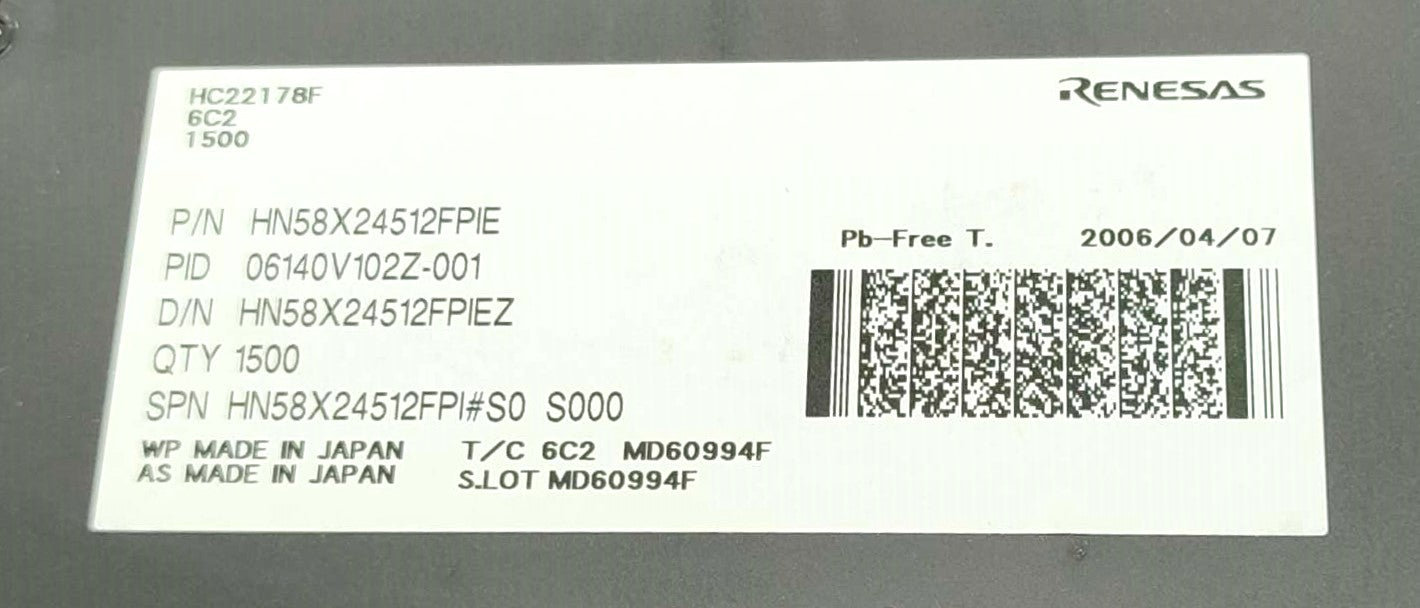 HC22178F
6C2
1500
RENESAS
P/N HN58X24512FPIE
PID 06140V102Z-001
D/N HN58X24512FPIEZ
QTY 1500
SPN HN58X24512FPI#S0 S000
Pb-Free T. 2006/04/07
WP MADE IN JAPAN T/C 6C2 MD60994F
AS MADE IN JAPAN S.LOT MD60994F